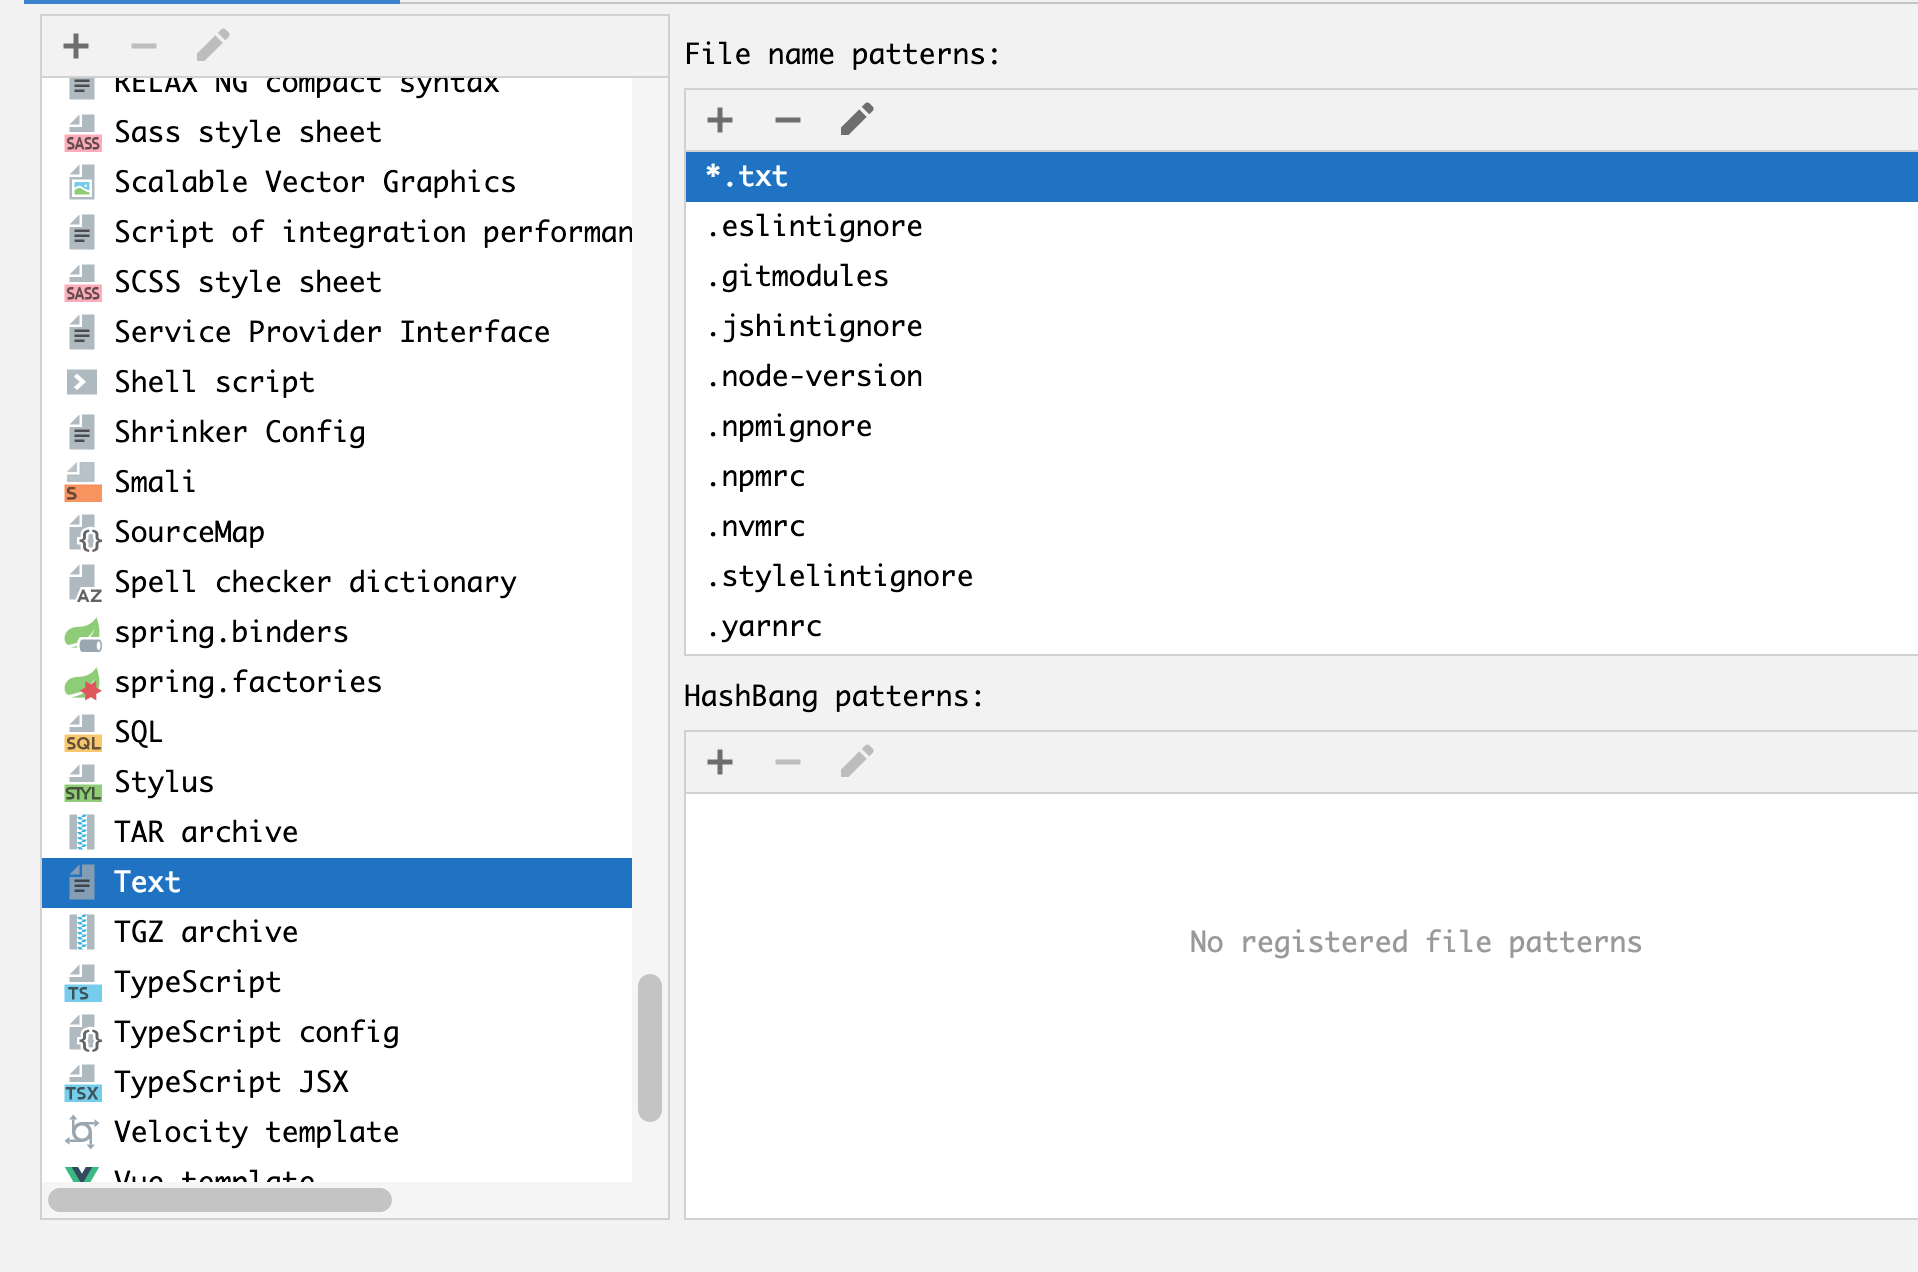 RELAX NG compact syntax
SASS Sass style sheet
Scalable Vector Graphics
Script of integration performan
SASS SCSS style sheet
Service Provider Interface
Shell script
Shrinker Config
S Smali
SourceMap
AZ Spell checker dictionary
spring.binders
spring.factories
SQL SQL
STYL Stylus
TAR archive
Text
TGZ archive
TS TypeScript
TypeScript config
TSX TypeScript JSX
Velocity template
Vue template
File name patterns:
*.txt
.eslintignore
.gitmodules
.jshintignore
.node-version
.npmignore
.npmrc
.nvmrc
.stylelintignore
.yarnrc
HashBang patterns:
No registered file patterns